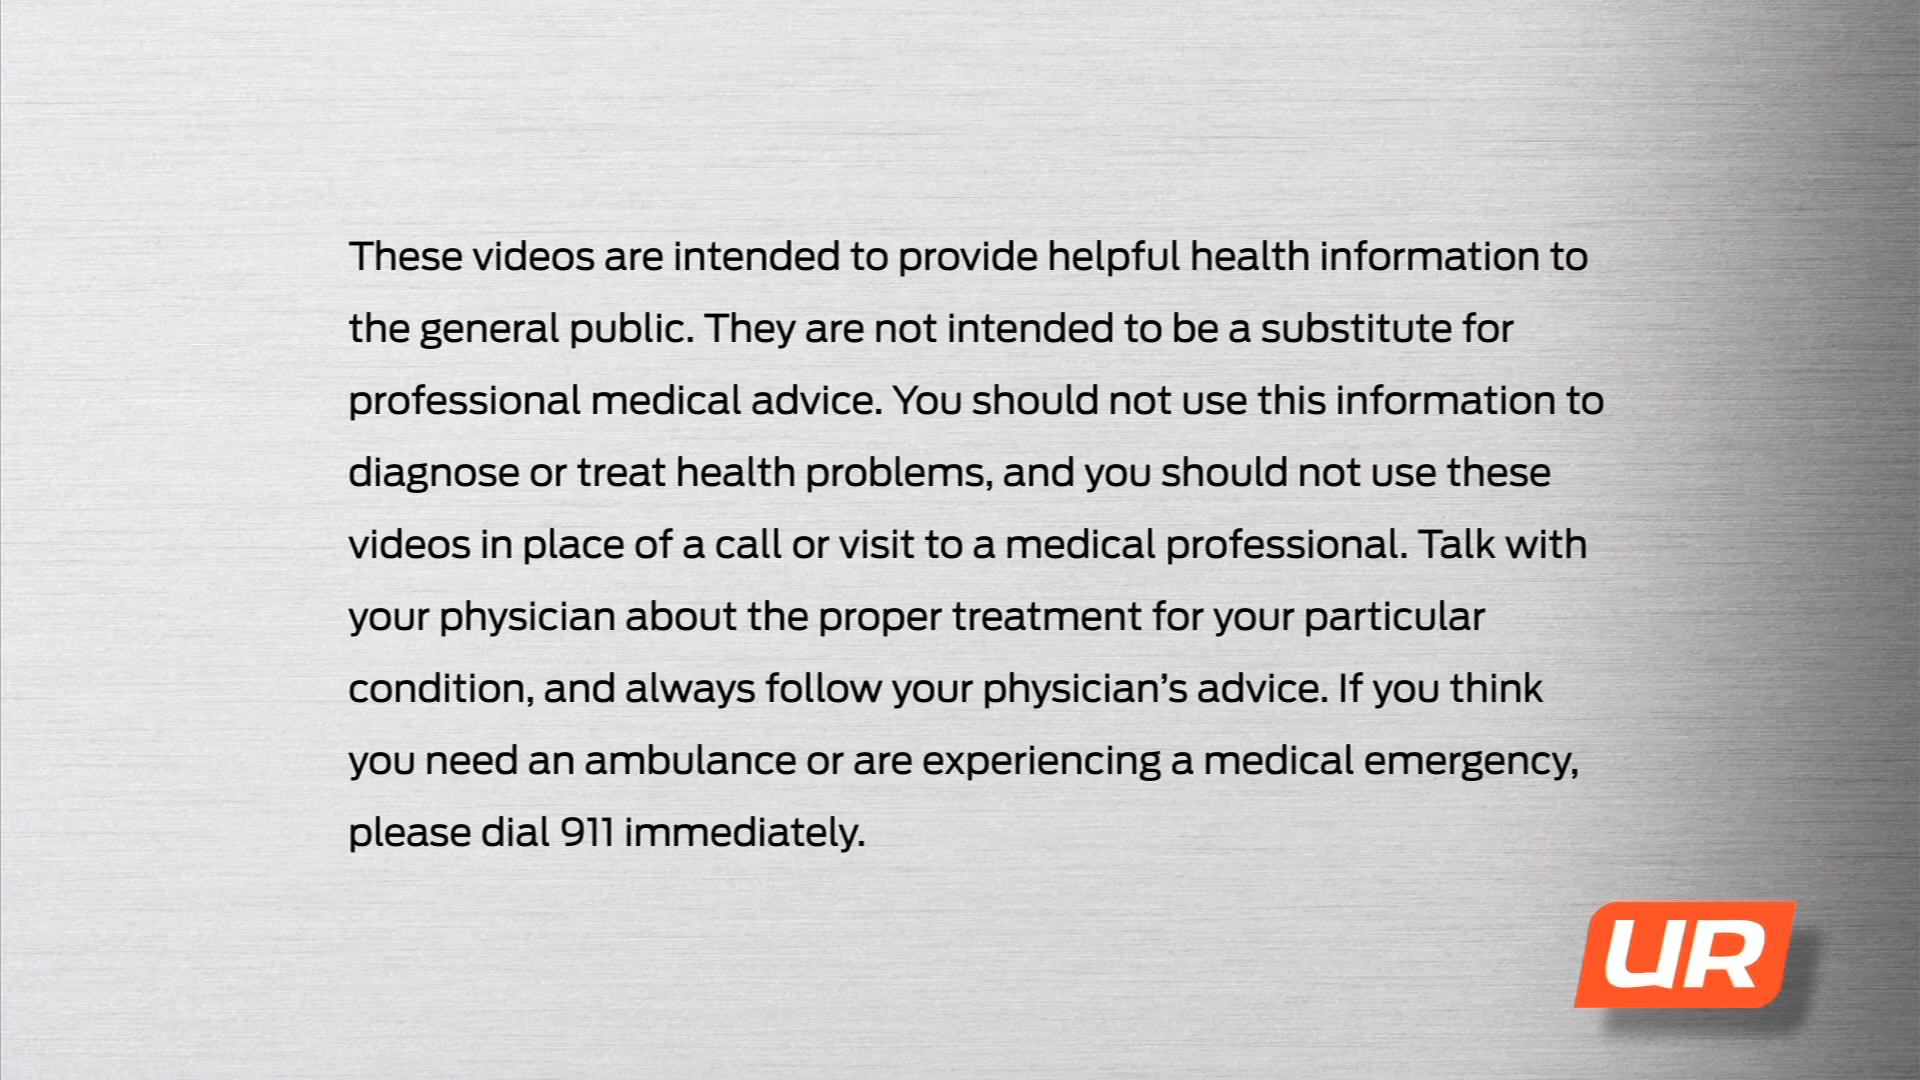 These videos are intended to provide helpful health information to
the general public. They are not intended to be a substitute for
professional medical advice. You should not use this information to
diagnose or treat health problems, and you should not use these
videos in place of a call or visit to a medical professional. Talk with
your physician about the proper treatment for your particular
condition, and always follow your physician’s advice. If you think
you need an ambulance or are experiencing a medical emergency,
please dial 911 immediately.
UR